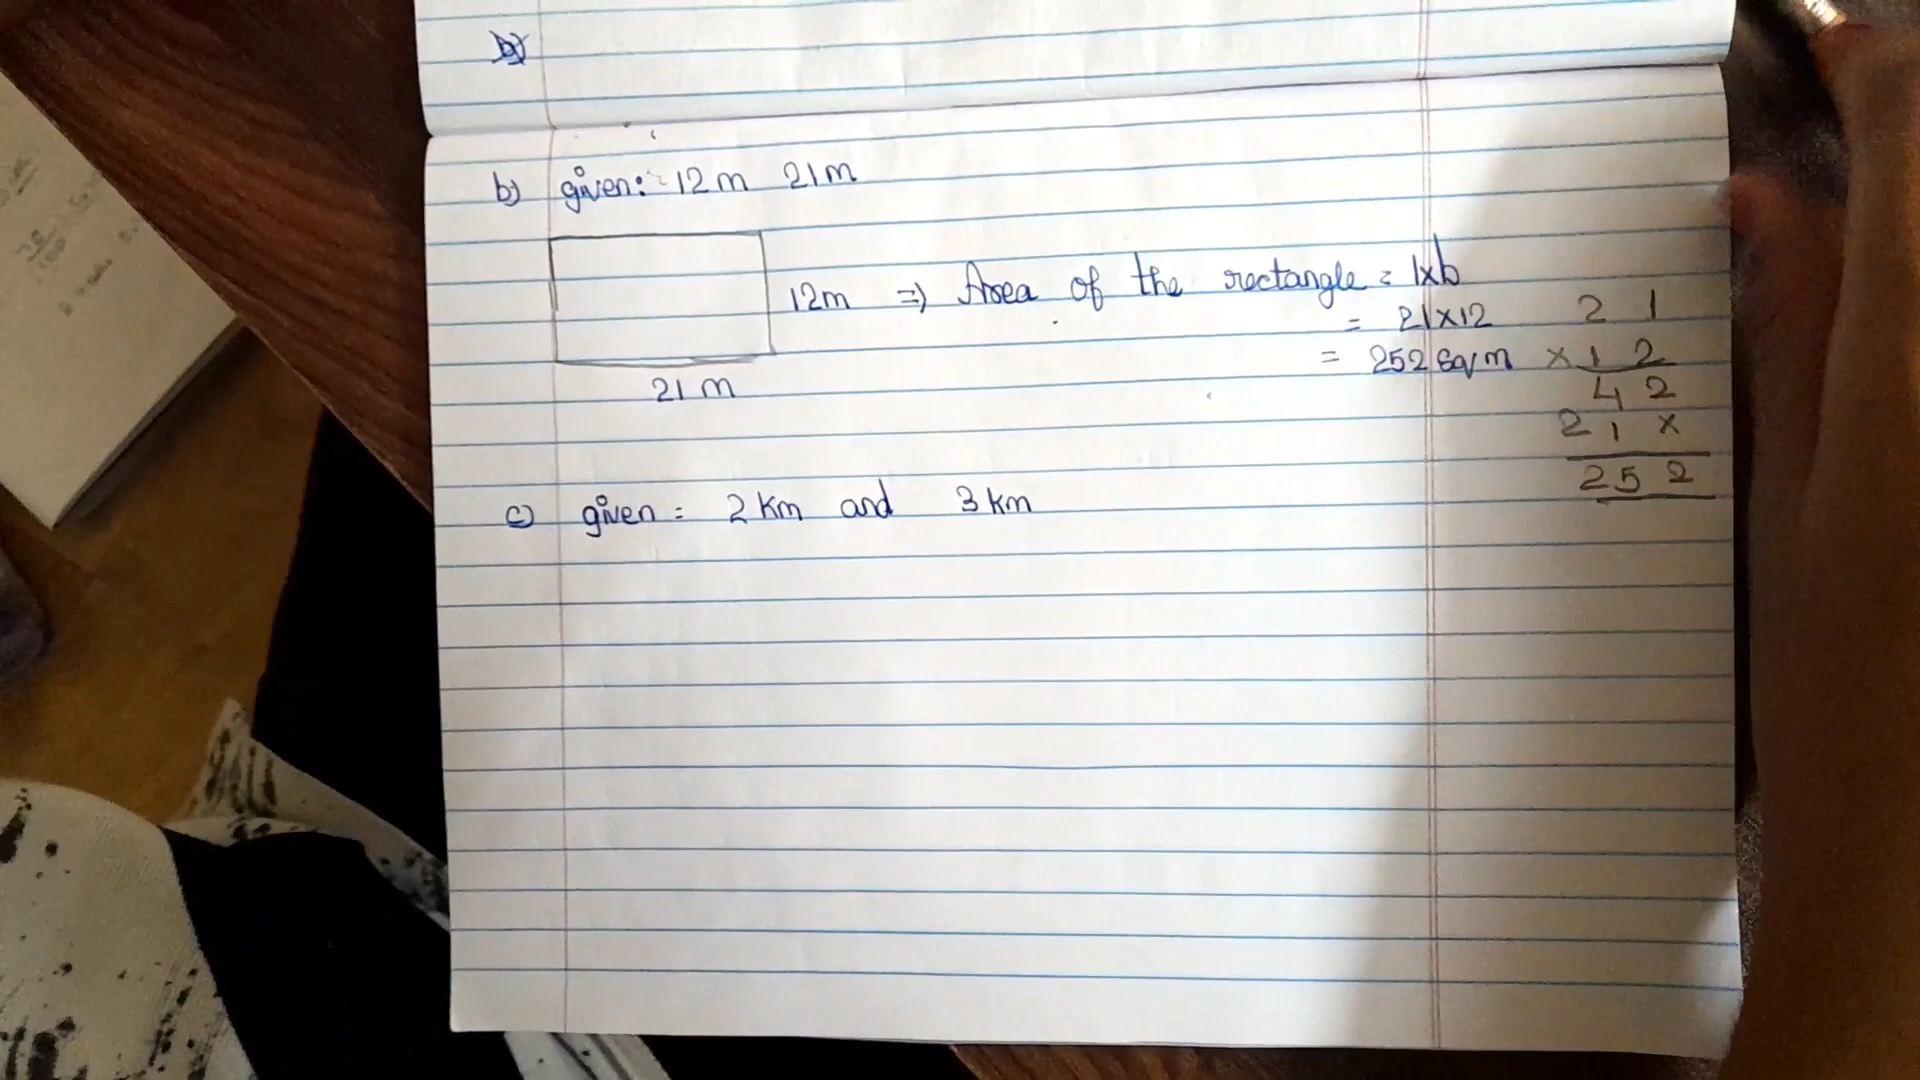 b) given: 12m 21m
12m ⇒ Area of the rectangle = l×b
= 21×12
= 252 Sq/m
21 m
2 1
× 1 2
4 2
2 1 ×
2 5 2
c) given = 2 km and 3 km